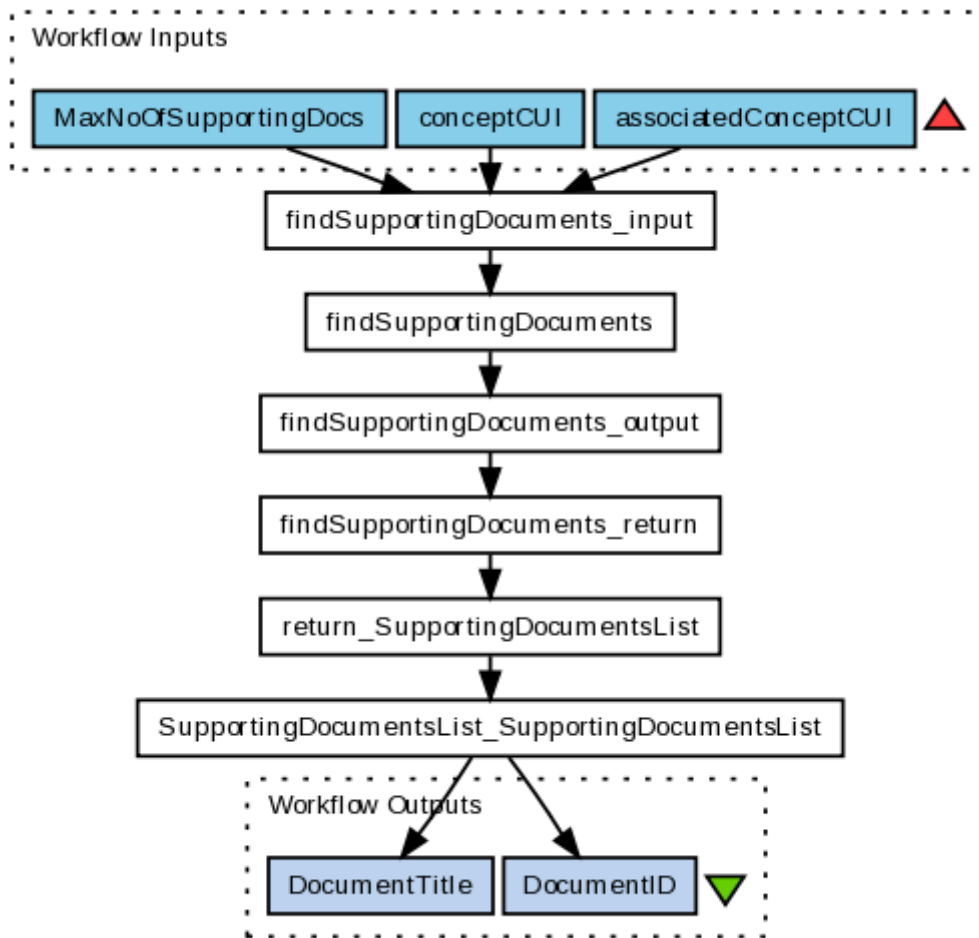 Workflow Inputs
MaxNoOfSupportingDocs
conceptCUI
associatedConceptCUI
findSupportingDocuments_input
findSupportingDocuments
findSupportingDocuments_output
findSupportingDocuments_return
return_SupportingDocumentsList
SupportingDocumentsList_SupportingDocumentsList
Workflow Outputs
DocumentTitle
DocumentID